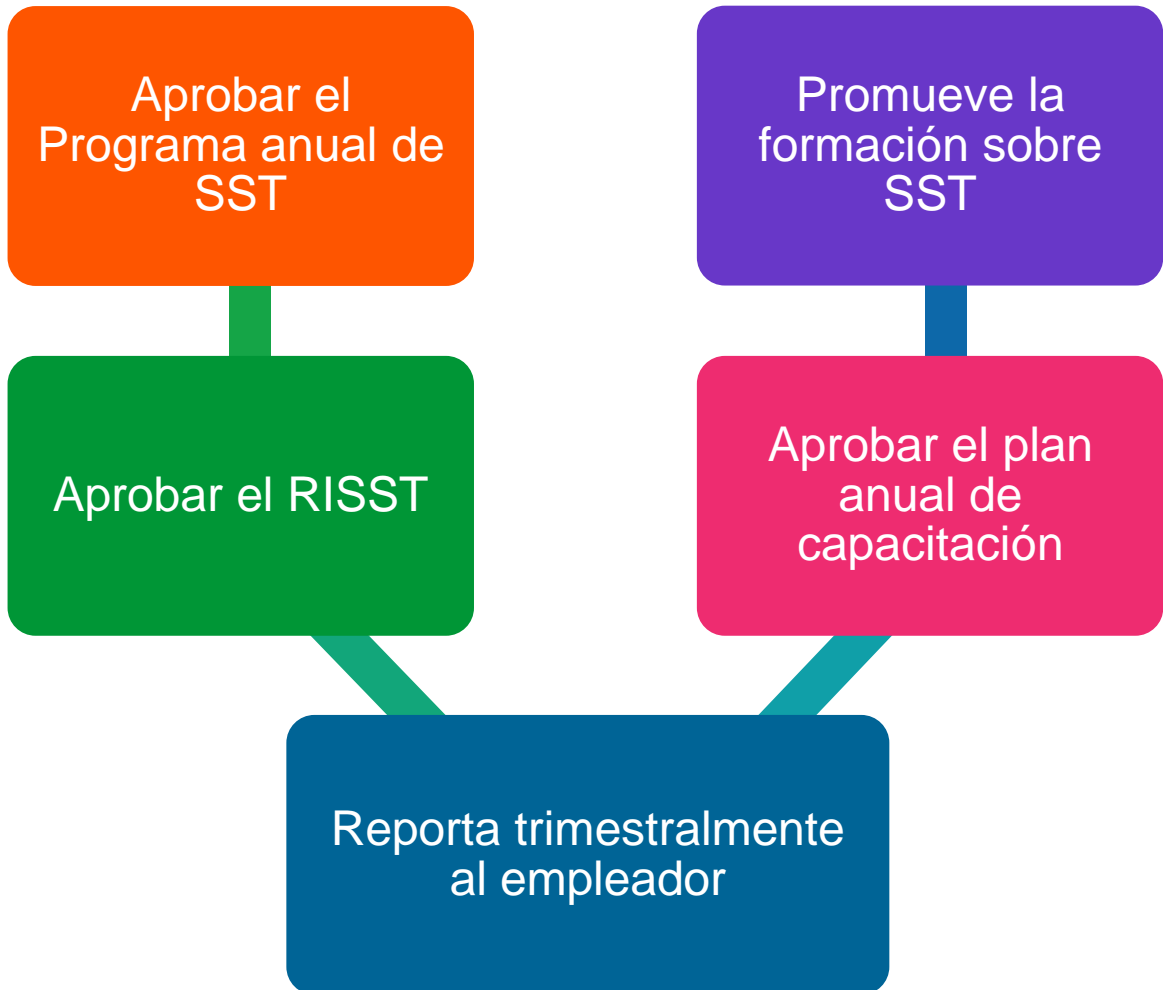 Aprobar el
Programa anual de
SST
Promueve la
formación sobre
SST
Aprobar el RISST
Aprobar el plan
anual de
capacitación
Reporta trimestralmente
al empleador